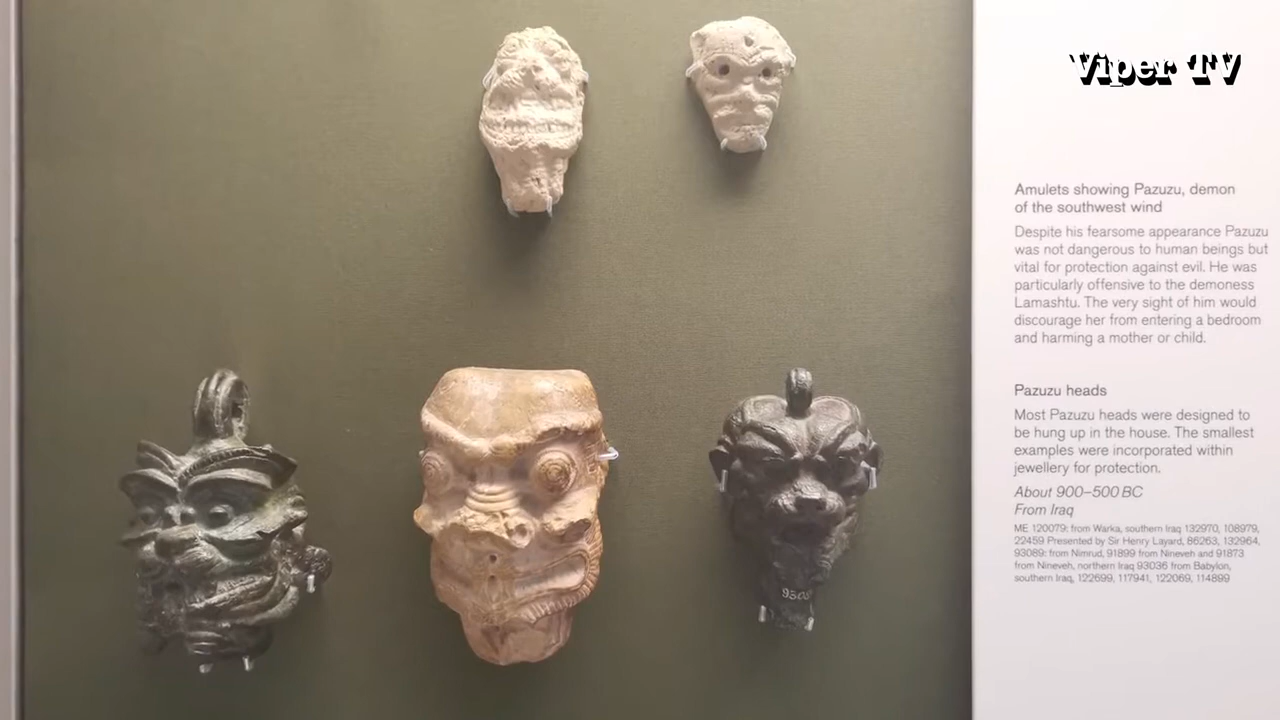 Viper TV
Amulets showing Pazuzu, demon
of the southwest wind
Despite his fearsome appearance Pazuzu
was not dangerous to human beings but
vital for protection against evil. He was
particularly offensive to the demoness
Lamashtu. The very sight of him would
discourage her from entering a bedroom
and harming a mother or child.
Pazuzu heads
Most Pazuzu heads were designed to
be hung up in the house. The smallest
examples were incorporated within
jewellery for protection.
About 900–500 BC
From Iraq
ME 120079: from Warka, southern Iraq 132970, 108979,
22459 Presented by Sir Henry Layard, 86263, 132964,
93089: from Nimrud, 91899 from Nineveh and 91873
from Nineveh, northern Iraq 93036 from Babylon,
southern Iraq, 122699, 117941, 122069, 114899